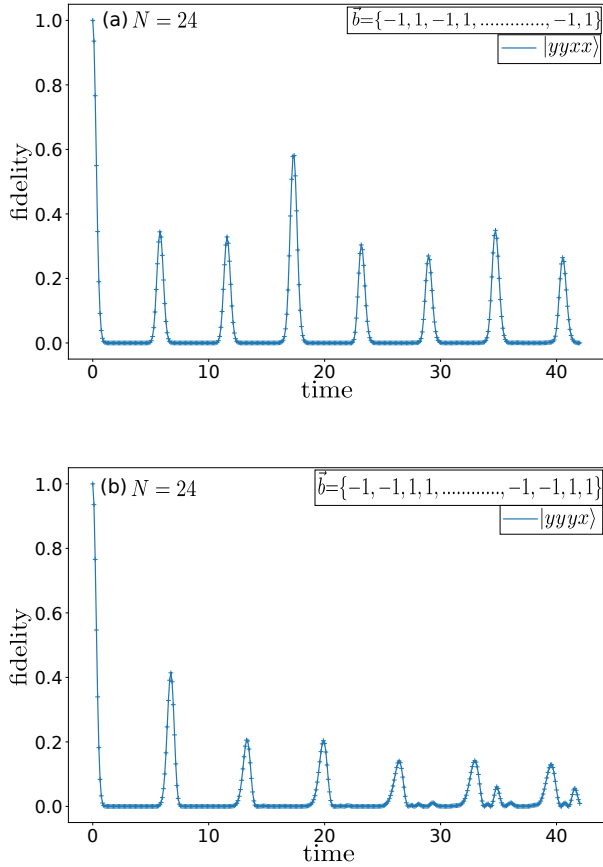 (a) N = 24
b⃗={−1, 1, −1, 1, ............., −1, 1}
|yyxx⟩
1.0
0.8
0.6
0.4
0.2
0.0
fidelity
0 10 20 30 40
time
(b) N = 24
b⃗={−1, −1, 1, 1, ............, −1, −1, 1, 1}
|yyyx⟩
1.0
0.8
0.6
0.4
0.2
0.0
fidelity
0 10 20 30 40
time